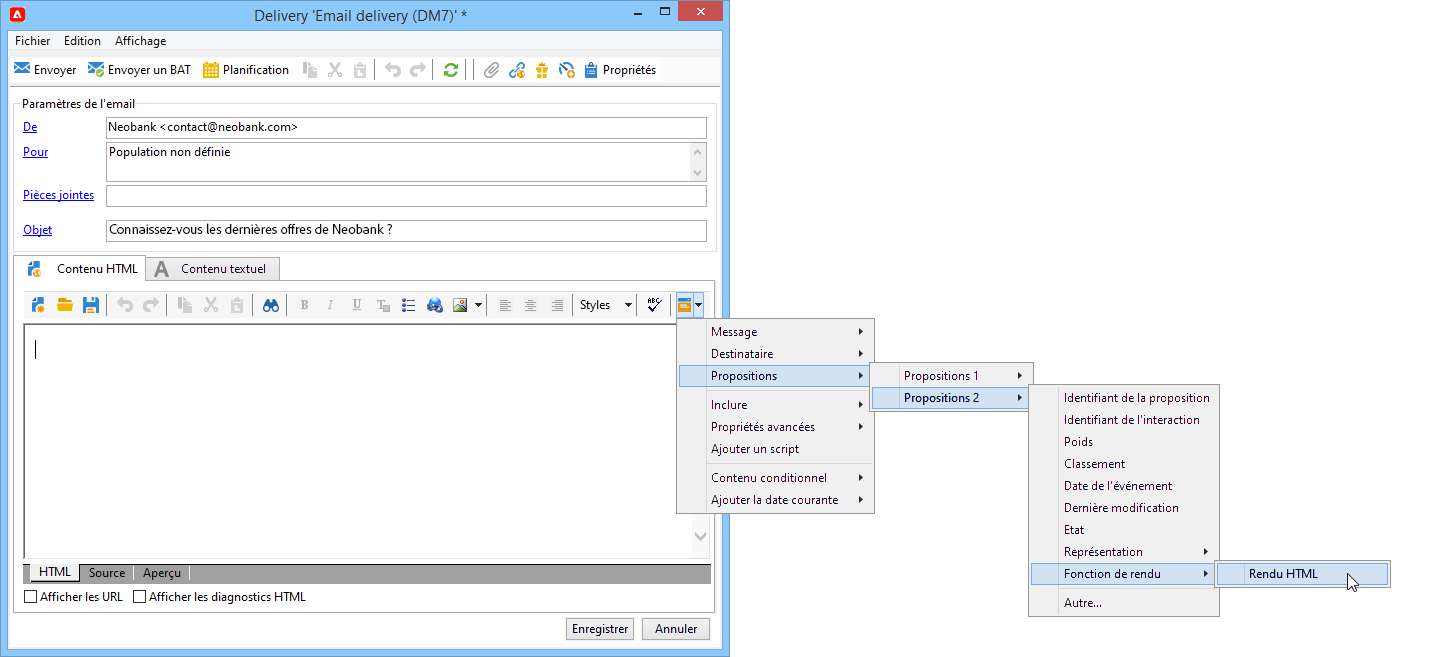 Delivery 'Email delivery (DM7)' *
Fichier Edition Affichage
Envoyer Envoyer un BAT Planification Propriétés
Paramètres de l'email
De Neobank <contact@neobank.com>
Pour Population non définie
Pièces jointes
Objet Connaissez-vous les dernières offres de Neobank ?
Contenu HTML A Contenu textuel
B I U T Styles ABC
Message
Destinataire
Propositions
Inclure
Propriétés avancées
Ajouter un script
Contenu conditionnel
Ajouter la date courante
Propositions 1
Propositions 2
Identifiant de la proposition
Identifiant de l'interaction
Poids
Classement
Date de l'événement
Dernière modification
Etat
Représentation
Fonction de rendu
Autre...
Rendu HTML
HTML Source Aperçu
Afficher les URL Afficher les diagnostics HTML
Enregistrer Annuler